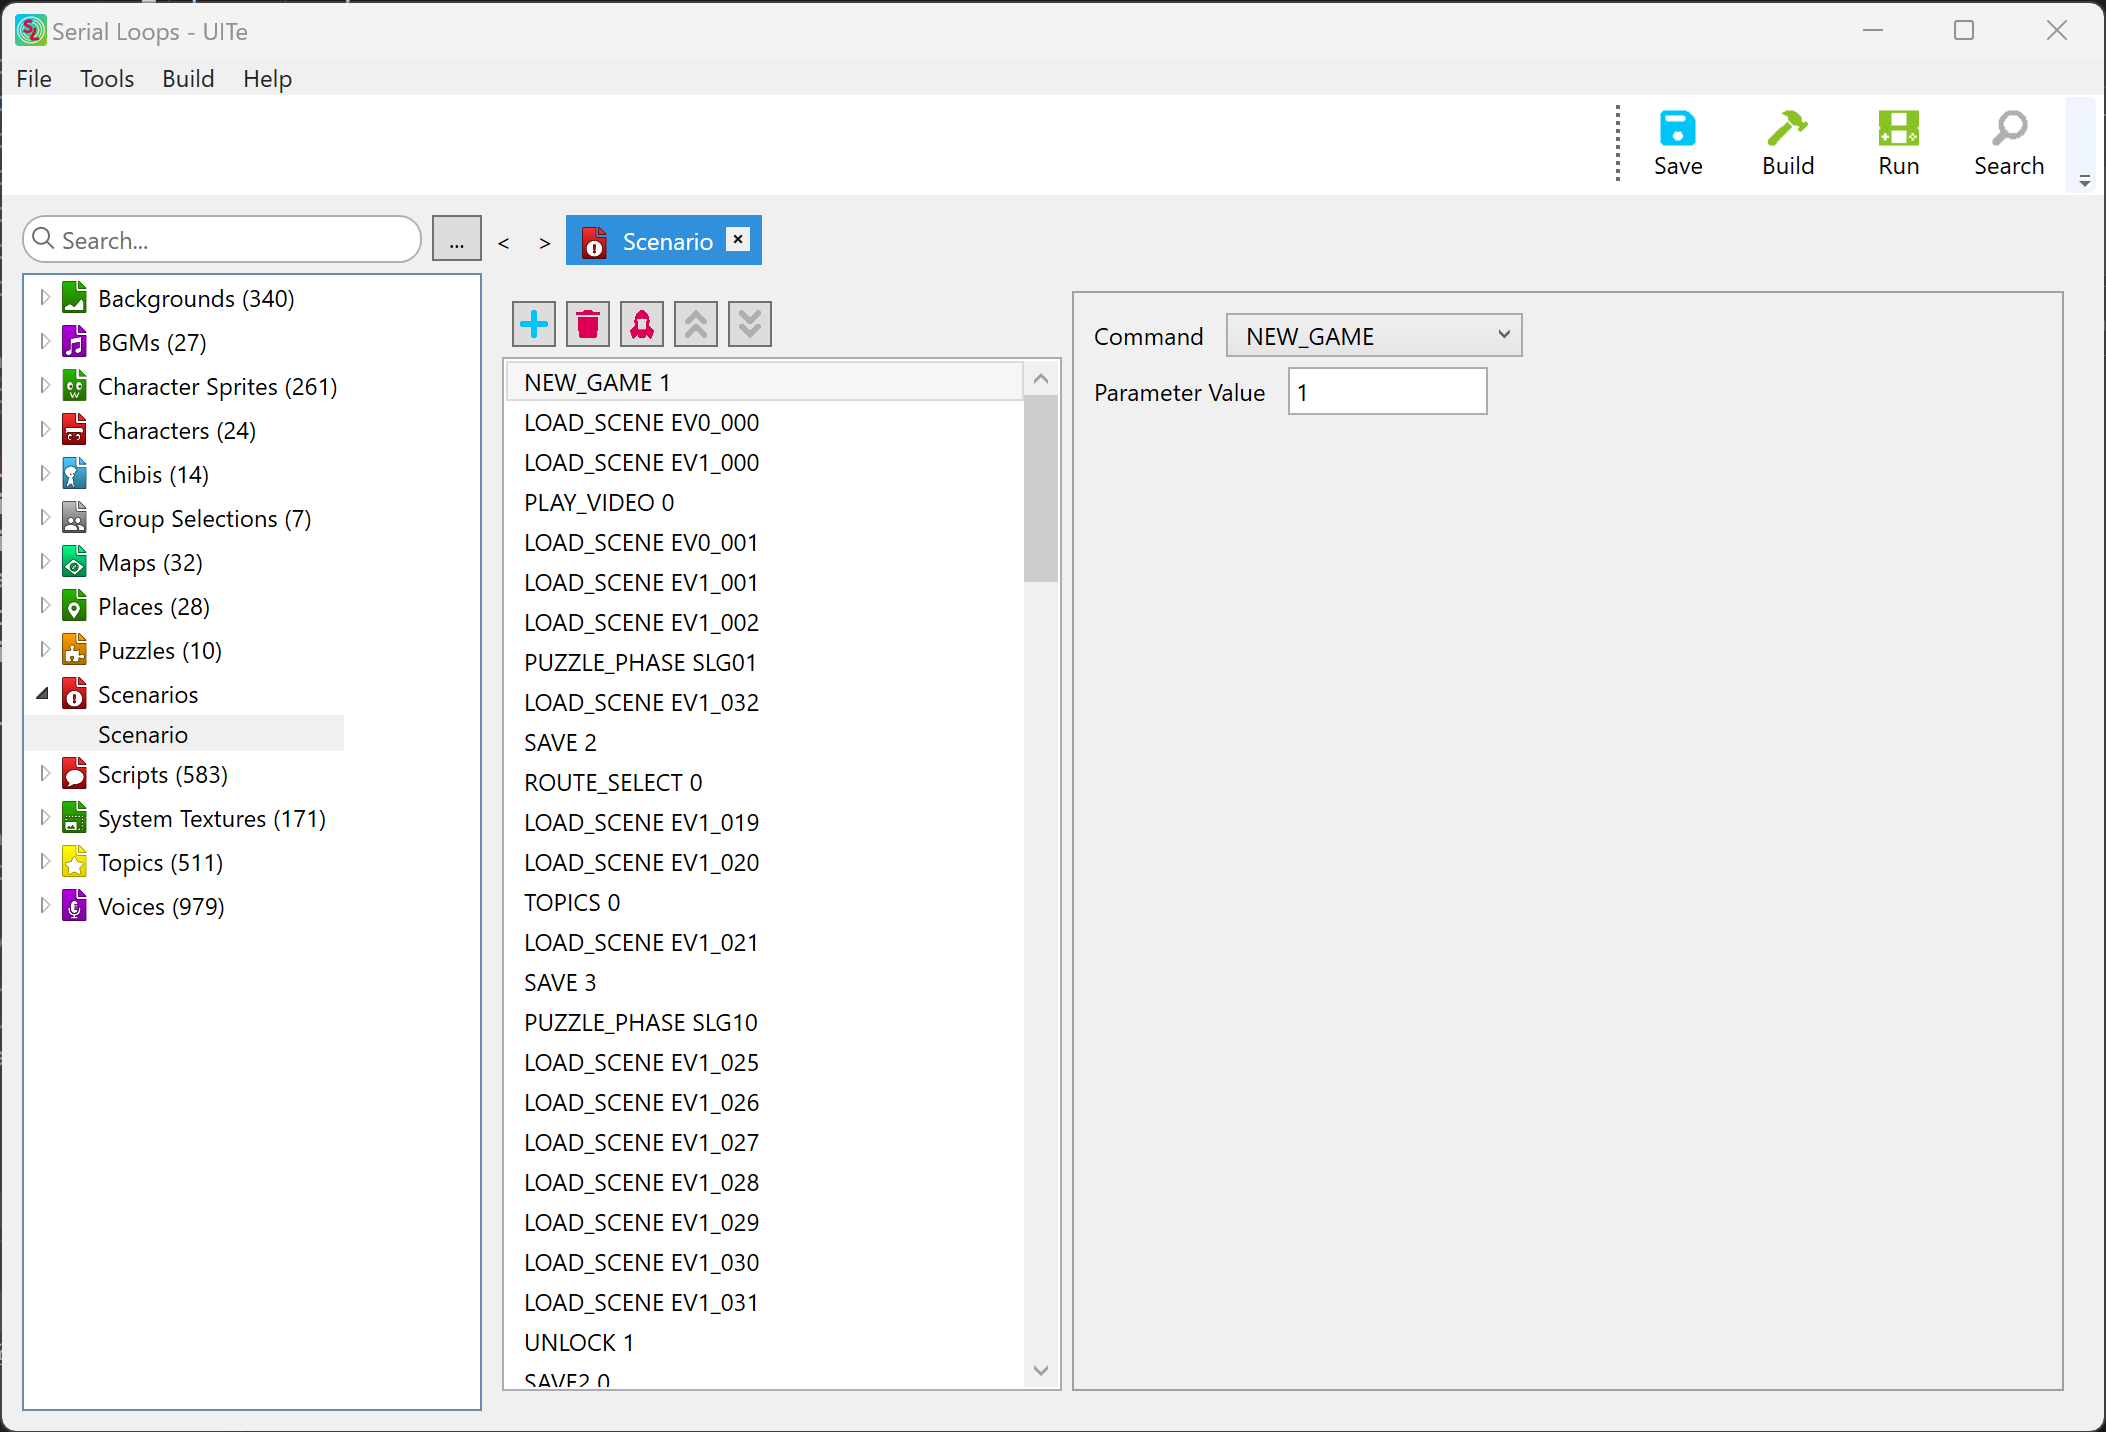 Serial Loops - UITe
File Tools Build Help
Save Build Run Search
Search...
...
< >
Scenario
Backgrounds (340)
BGMs (27)
Character Sprites (261)
Characters (24)
Chibis (14)
Group Selections (7)
Maps (32)
Places (28)
Puzzles (10)
Scenarios
Scenario
Scripts (583)
System Textures (171)
Topics (511)
Voices (979)
NEW_GAME 1
LOAD_SCENE EV0_000
LOAD_SCENE EV1_000
PLAY_VIDEO 0
LOAD_SCENE EV0_001
LOAD_SCENE EV1_001
LOAD_SCENE EV1_002
PUZZLE_PHASE SLG01
LOAD_SCENE EV1_032
SAVE 2
ROUTE_SELECT 0
LOAD_SCENE EV1_019
LOAD_SCENE EV1_020
TOPICS 0
LOAD_SCENE EV1_021
SAVE 3
PUZZLE_PHASE SLG10
LOAD_SCENE EV1_025
LOAD_SCENE EV1_026
LOAD_SCENE EV1_027
LOAD_SCENE EV1_028
LOAD_SCENE EV1_029
LOAD_SCENE EV1_030
LOAD_SCENE EV1_031
UNLOCK 1
SAVE2 0
Command NEW_GAME
Parameter Value 1